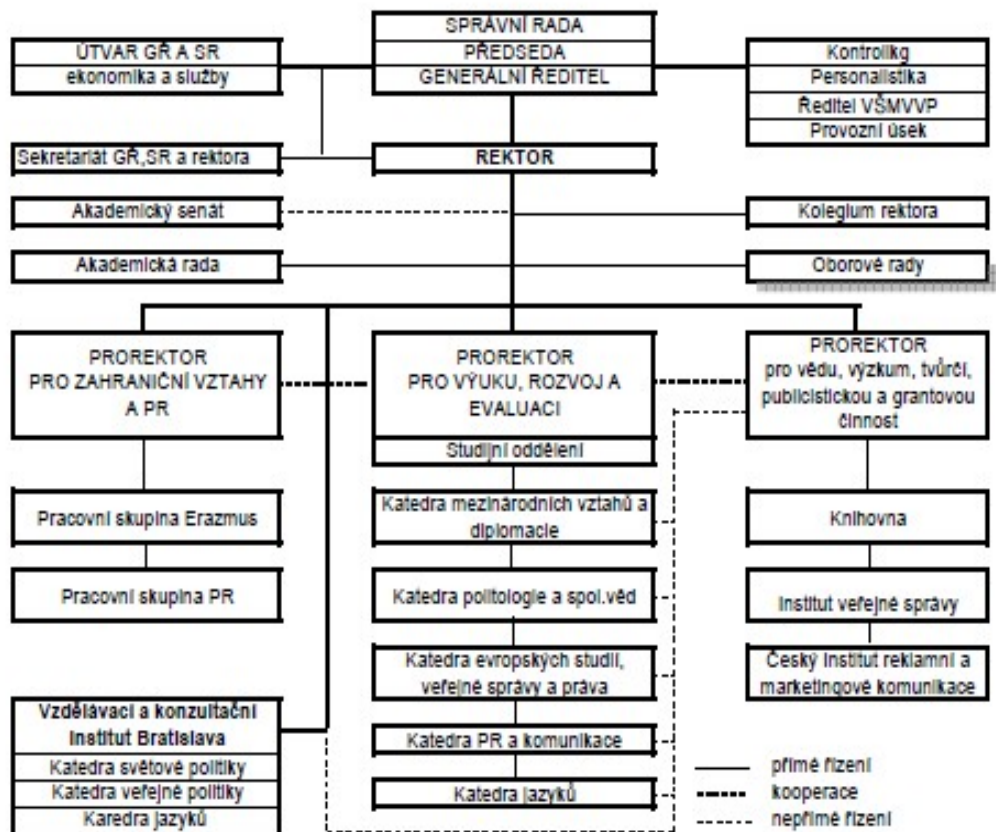 SPRÁVNÍ RADA
PŘEDSEDA
GENERÁLNÍ ŘEDITEL
ÚTVAR GŘ A SR
ekonomika a služby
Kontrolikg
Personalistika
Ředitel VŠMVVP
Provozní úsek
Sekretariát GŘ,SR a rektora
REKTOR
Akademický senát
Kolegium rektora
Akademická rada
Oborové rady
PROREKTOR
PRO ZAHRANIČNÍ VZTAHY
A PR
PROREKTOR
PRO VÝUKU, ROZVOJ A
EVALUACI
Studijní oddělení
PROREKTOR
pro vědu, výzkum, tvůrčí,
publicistickou a grantovou
činnost
Pracovní skupina Erazmus
Katedra mezinárodních vztahů a
diplomacie
Knihovna
Pracovní skupina PR
Katedra politologie a spol.věd
Institut veřejné správy
Katedra evropských studií,
veřejné správy a práva
Český institut reklamní a
marketingové komunikace
Vzdělávací a konzultační
institut Bratislava
Katedra světové politiky
Katedra veřejné politiky
Karedra jazyků
Katedra PR a komunikace
Katedra jazyků
přímé řízení
kooperace
nepřímé řízení